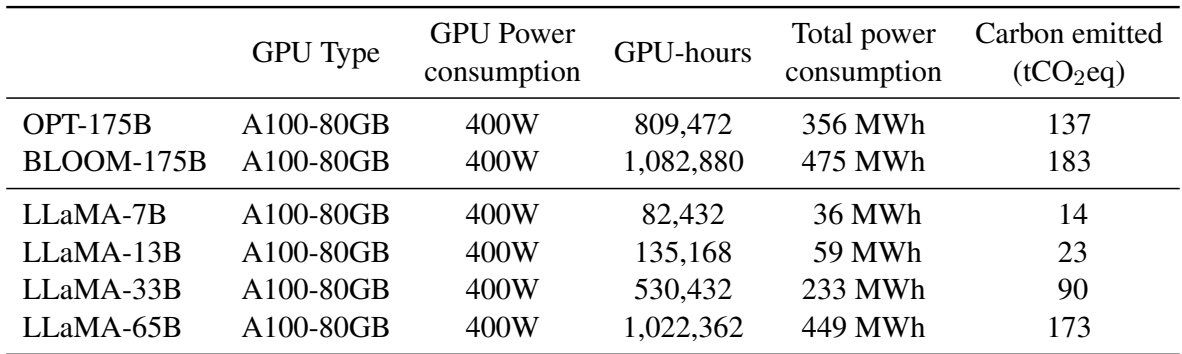 GPU Type GPU Power consumption GPU-hours Total power consumption Carbon emitted (tCO₂eq)
OPT-175B A100-80GB 400W 809,472 356 MWh 137
BLOOM-175B A100-80GB 400W 1,082,880 475 MWh 183
LLaMA-7B A100-80GB 400W 82,432 36 MWh 14
LLaMA-13B A100-80GB 400W 135,168 59 MWh 23
LLaMA-33B A100-80GB 400W 530,432 233 MWh 90
LLaMA-65B A100-80GB 400W 1,022,362 449 MWh 173